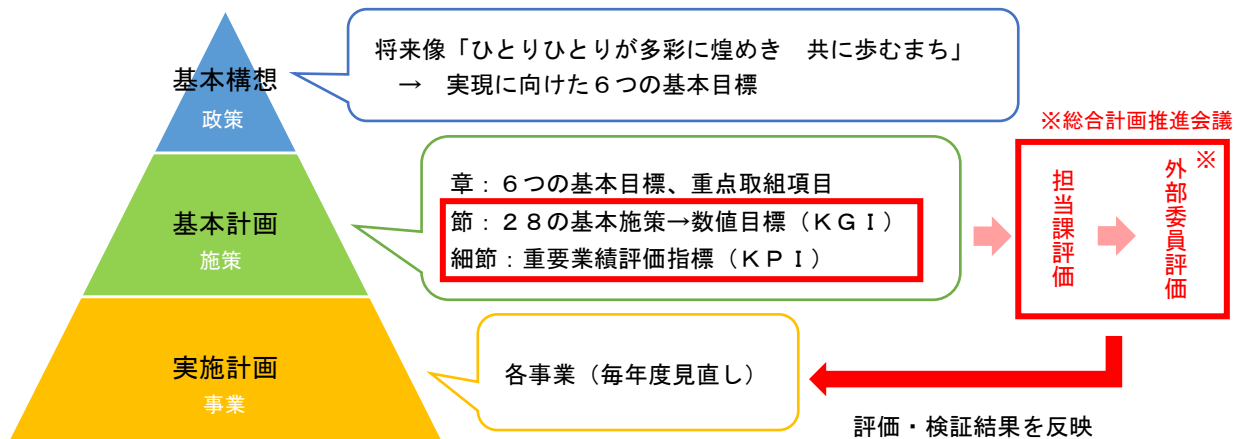 将来像「ひとりひとりが多彩に煌めき　共に歩むまち」
→　実現に向けた６つの基本目標
基本構想
政策
※総合計画推進会議
章：６つの基本目標、重点取組項目
節：２８の基本施策→数値目標（ＫＧＩ）
細節：重要業績評価指標（ＫＰＩ）
基本計画
施策
担当課評価
外部委員評価※
実施計画
事業
各事業（毎年度見直し）
評価・検証結果を反映